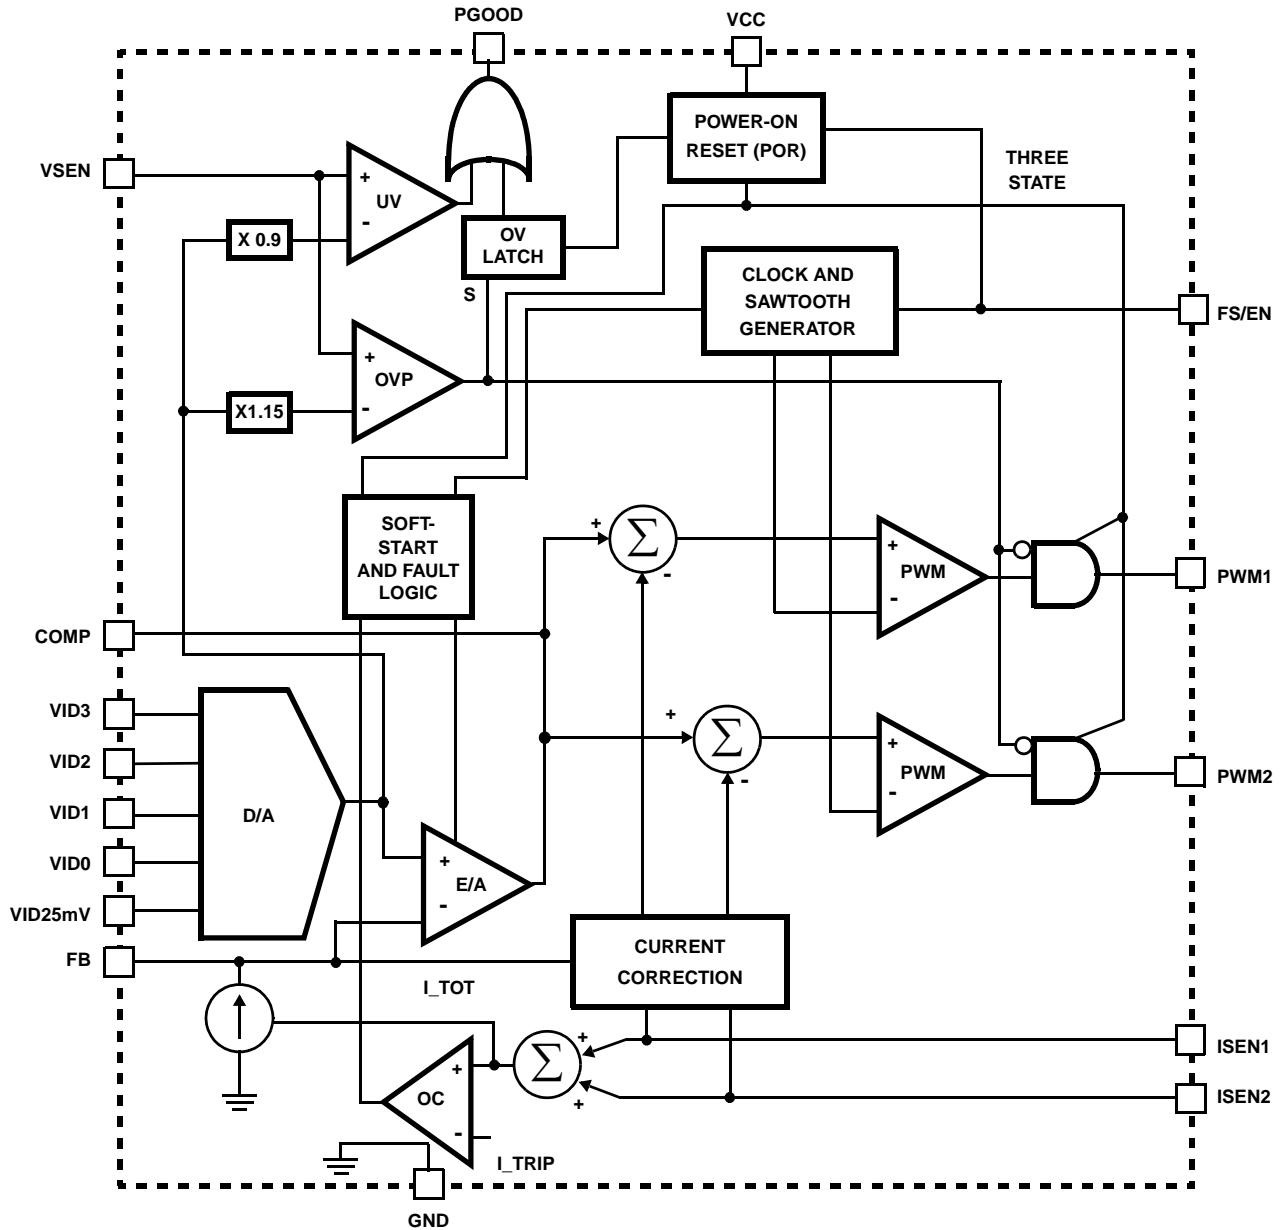 PGOOD
VCC
POWER-ON
RESET (POR)
THREE
STATE
VSEN
+
UV
-
X 0.9
OV
LATCH
S
CLOCK AND
SAWTOOTH
GENERATOR
FS/EN
+
OVP
-
X1.15
SOFT-
START
AND FAULT
LOGIC
+
Σ
-
+
PWM
-
PWM1
COMP
VID3
VID2
VID1
VID0
VID25mV
D/A
+
Σ
-
+
PWM
-
PWM2
+
E/A
-
FB
CURRENT
CORRECTION
I_TOT
+
Σ
+
ISEN1
ISEN2
+
OC
-
I_TRIP
GND